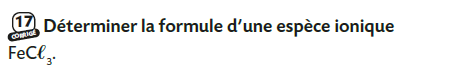 17 Déterminer la formule d'une espèce ionique
CORRIGÉ
FeCℓ₃.